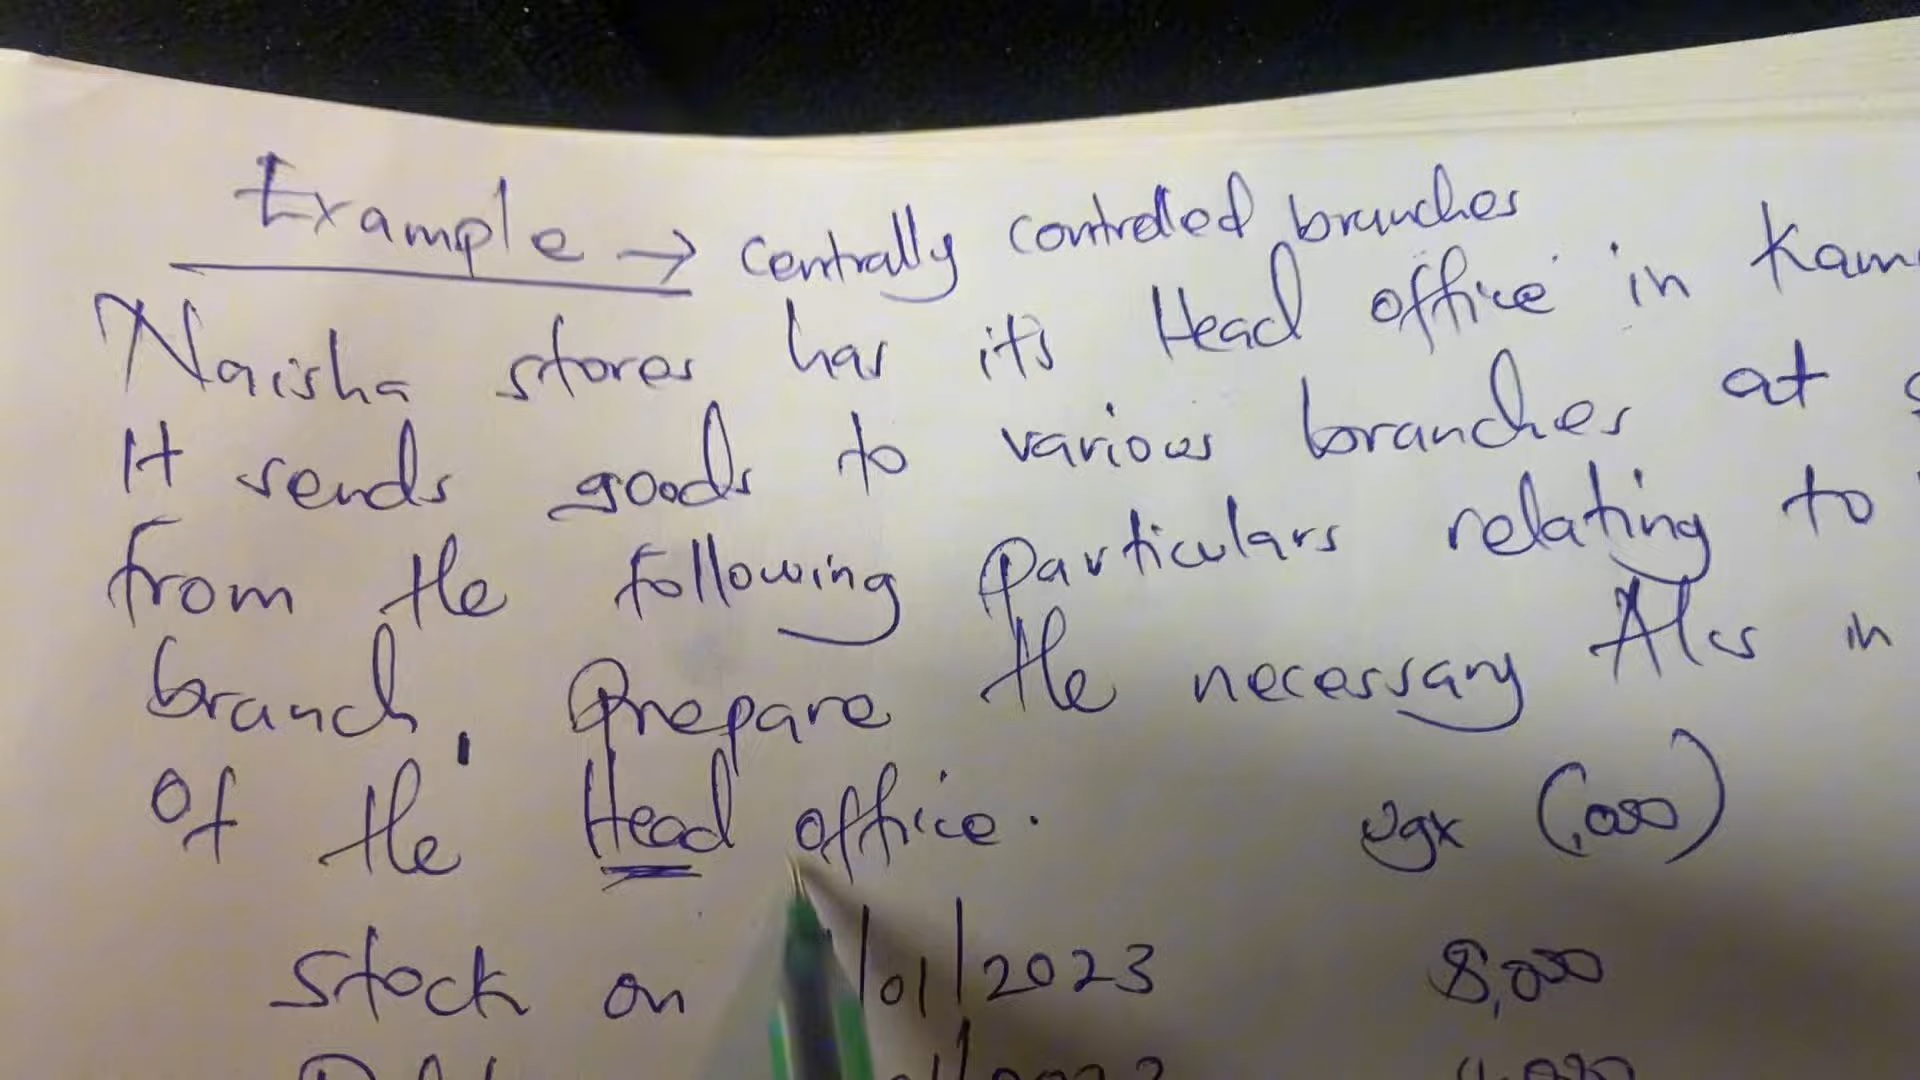 Example → centrally controlled branches
Naisha stores has its Head office in Kam
It sends goods to various branches at
from the following particulars relating to
branch. Prepare the necessary A/cs in
of the Head office.
ugx (,000)
stock on /01/2023 8,000